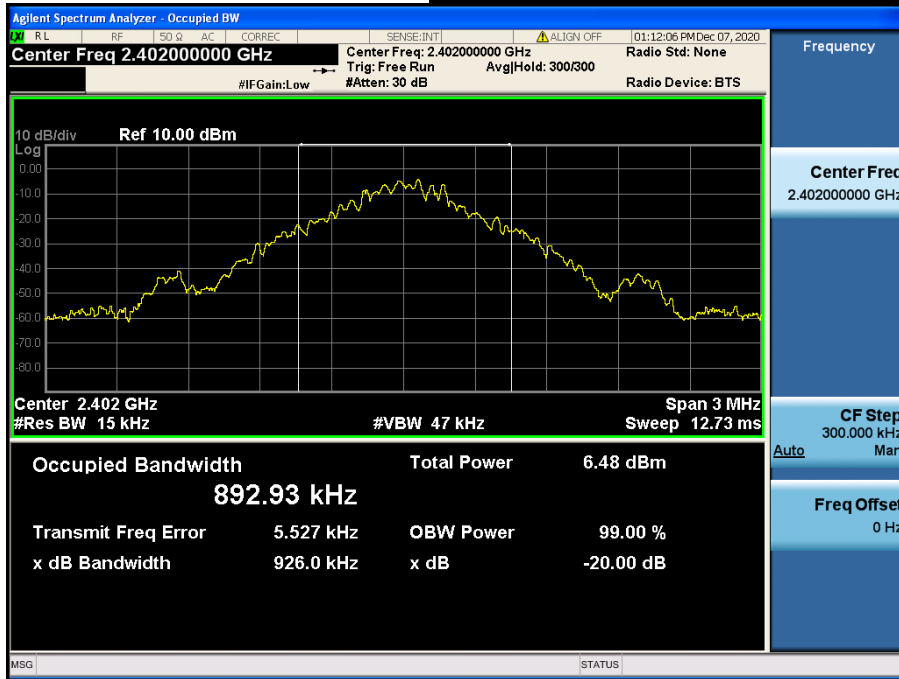 Agilent Spectrum Analyzer - Occupied BW
LXI RL RF 50 Ω AC CORREC SENSE:INT ALIGN OFF 01:12:06 PM Dec 07, 2020
Center Freq 2.402000000 GHz
Center Freq: 2.402000000 GHz
Radio Std: None
Trig: Free Run Avg|Hold: 300/300
#IFGain:Low
#Atten: 30 dB
Radio Device: BTS
10 dB/div Ref 10.00 dBm
Log
0.00
-10.0
-20.0
-30.0
-40.0
-50.0
-60.0
-70.0
-80.0
Center 2.402 GHz Span 3 MHz
#Res BW 15 kHz #VBW 47 kHz Sweep 12.73 ms
Occupied Bandwidth Total Power 6.48 dBm
892.93 kHz
Transmit Freq Error 5.527 kHz OBW Power 99.00 %
x dB Bandwidth 926.0 kHz x dB -20.00 dB
MSG STATUS
Frequency
Center Freq
2.402000000 GHz
CF Step
300.000 kHz
Auto Man
Freq Offset
0 Hz